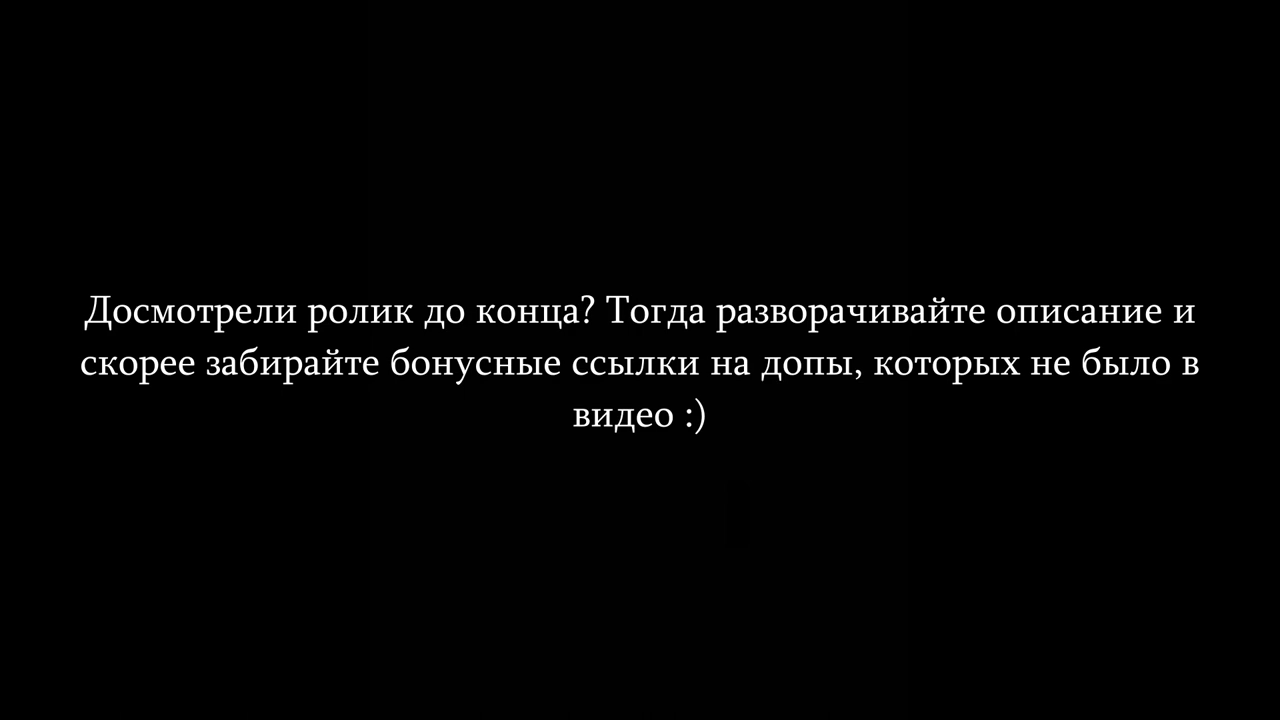 Досмотрели ролик до конца? Тогда разворачивайте описание и
скорее забирайте бонусные ссылки на допы, которых не было в
видео :)